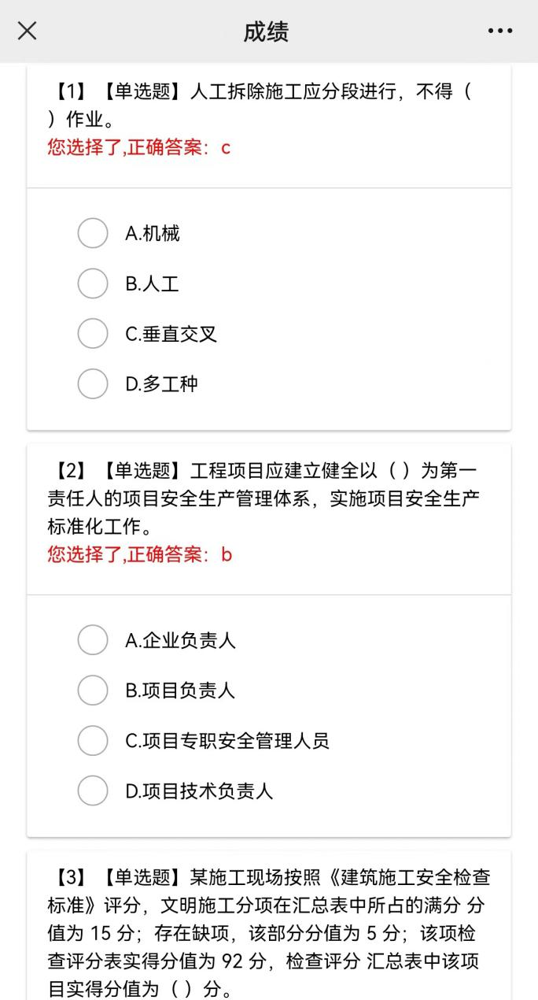 成绩
【1】【单选题】人工拆除施工应分段进行，不得（
）作业。
您选择了,正确答案：c
A.机械
B.人工
C.垂直交叉
D.多工种
【2】【单选题】工程项目应建立健全以（ ）为第一
责任人的项目安全生产管理体系，实施项目安全生产
标准化工作。
您选择了,正确答案：b
A.企业负责人
B.项目负责人
C.项目专职安全管理人员
D.项目技术负责人
【3】【单选题】某施工现场按照《建筑施工安全检查
标准》评分，文明施工分项在汇总表中所占的满分 分
值为 15 分；存在缺项，该部分分值为 5 分；该项检
查评分表实得分值为 92 分，检查评分 汇总表中该项
目实得分值为（ ）分。